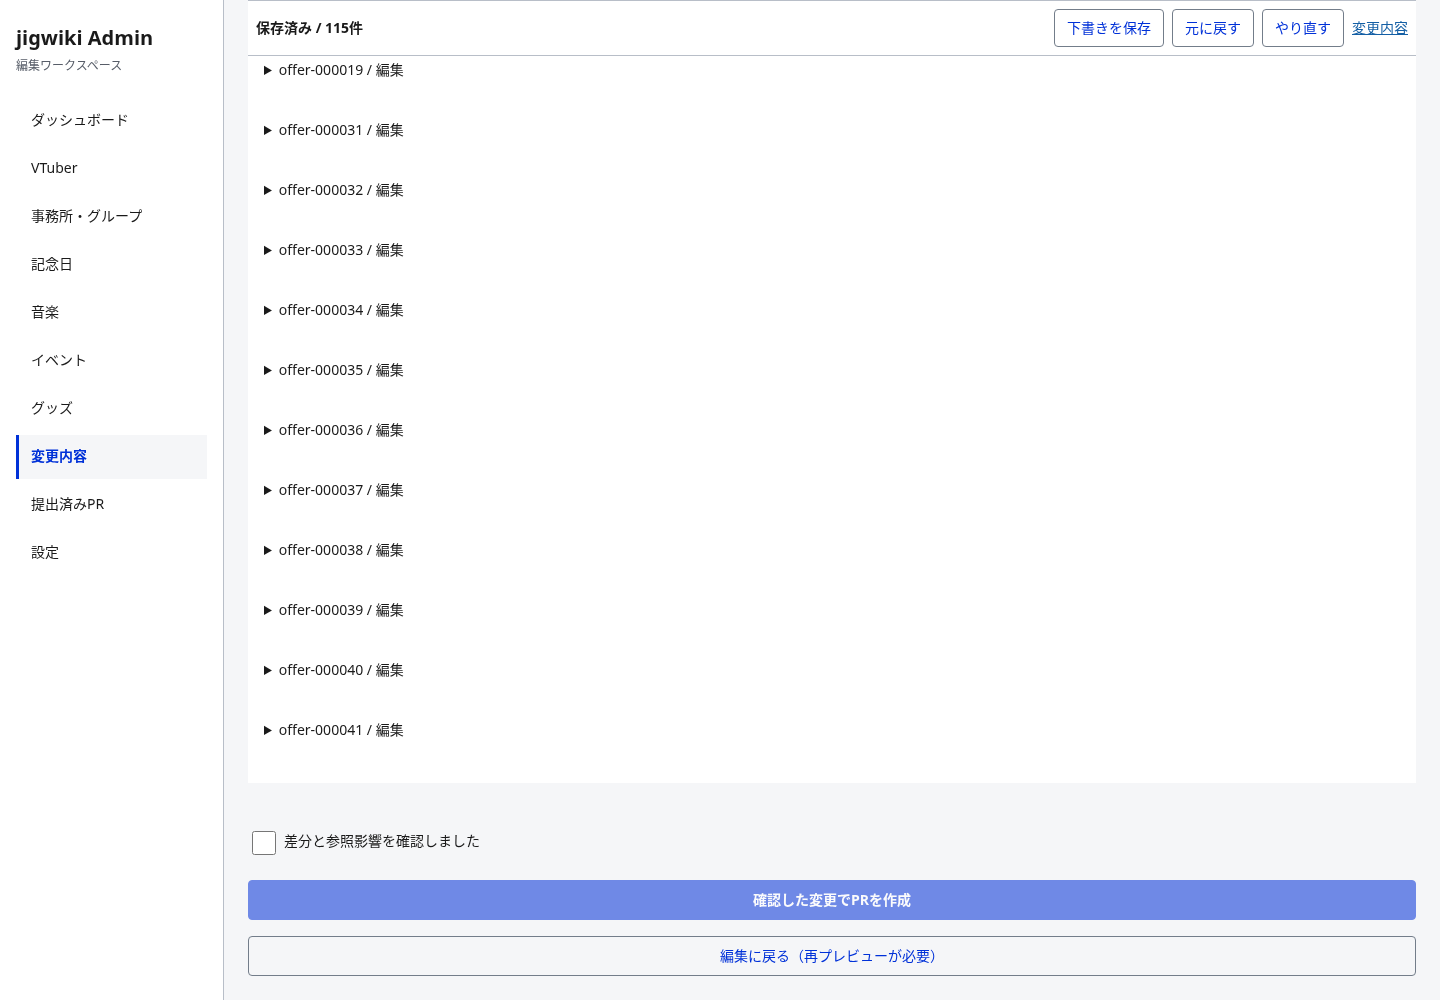 jigwiki Admin
編集ワークスペース
ダッシュボード
VTuber
事務所・グループ
記念日
音楽
イベント
グッズ
変更内容
提出済みPR
設定
保存済み / 115件
下書きを保存
元に戻す
やり直す
変更内容
▶ offer-000019 / 編集
▶ offer-000031 / 編集
▶ offer-000032 / 編集
▶ offer-000033 / 編集
▶ offer-000034 / 編集
▶ offer-000035 / 編集
▶ offer-000036 / 編集
▶ offer-000037 / 編集
▶ offer-000038 / 編集
▶ offer-000039 / 編集
▶ offer-000040 / 編集
▶ offer-000041 / 編集
差分と参照影響を確認しました
確認した変更でPRを作成
編集に戻る（再プレビューが必要）